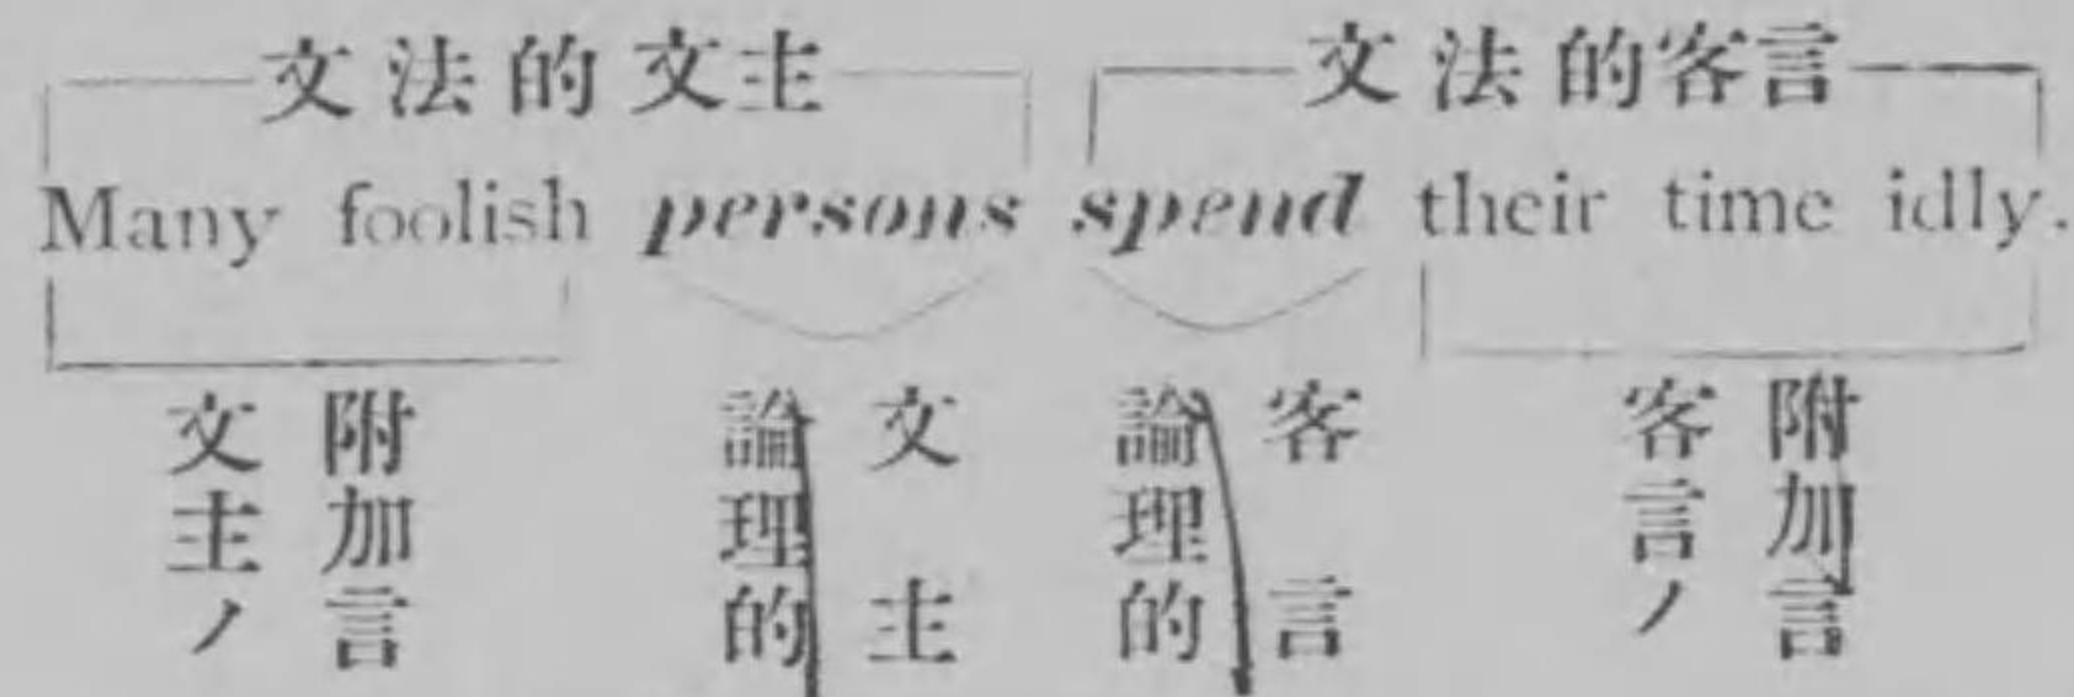 文法的文主
文法的客言
Many foolish persons spend their time idly.
文主ノ
附加言
論理的
文主
論理的
客言
客言ノ
附加言